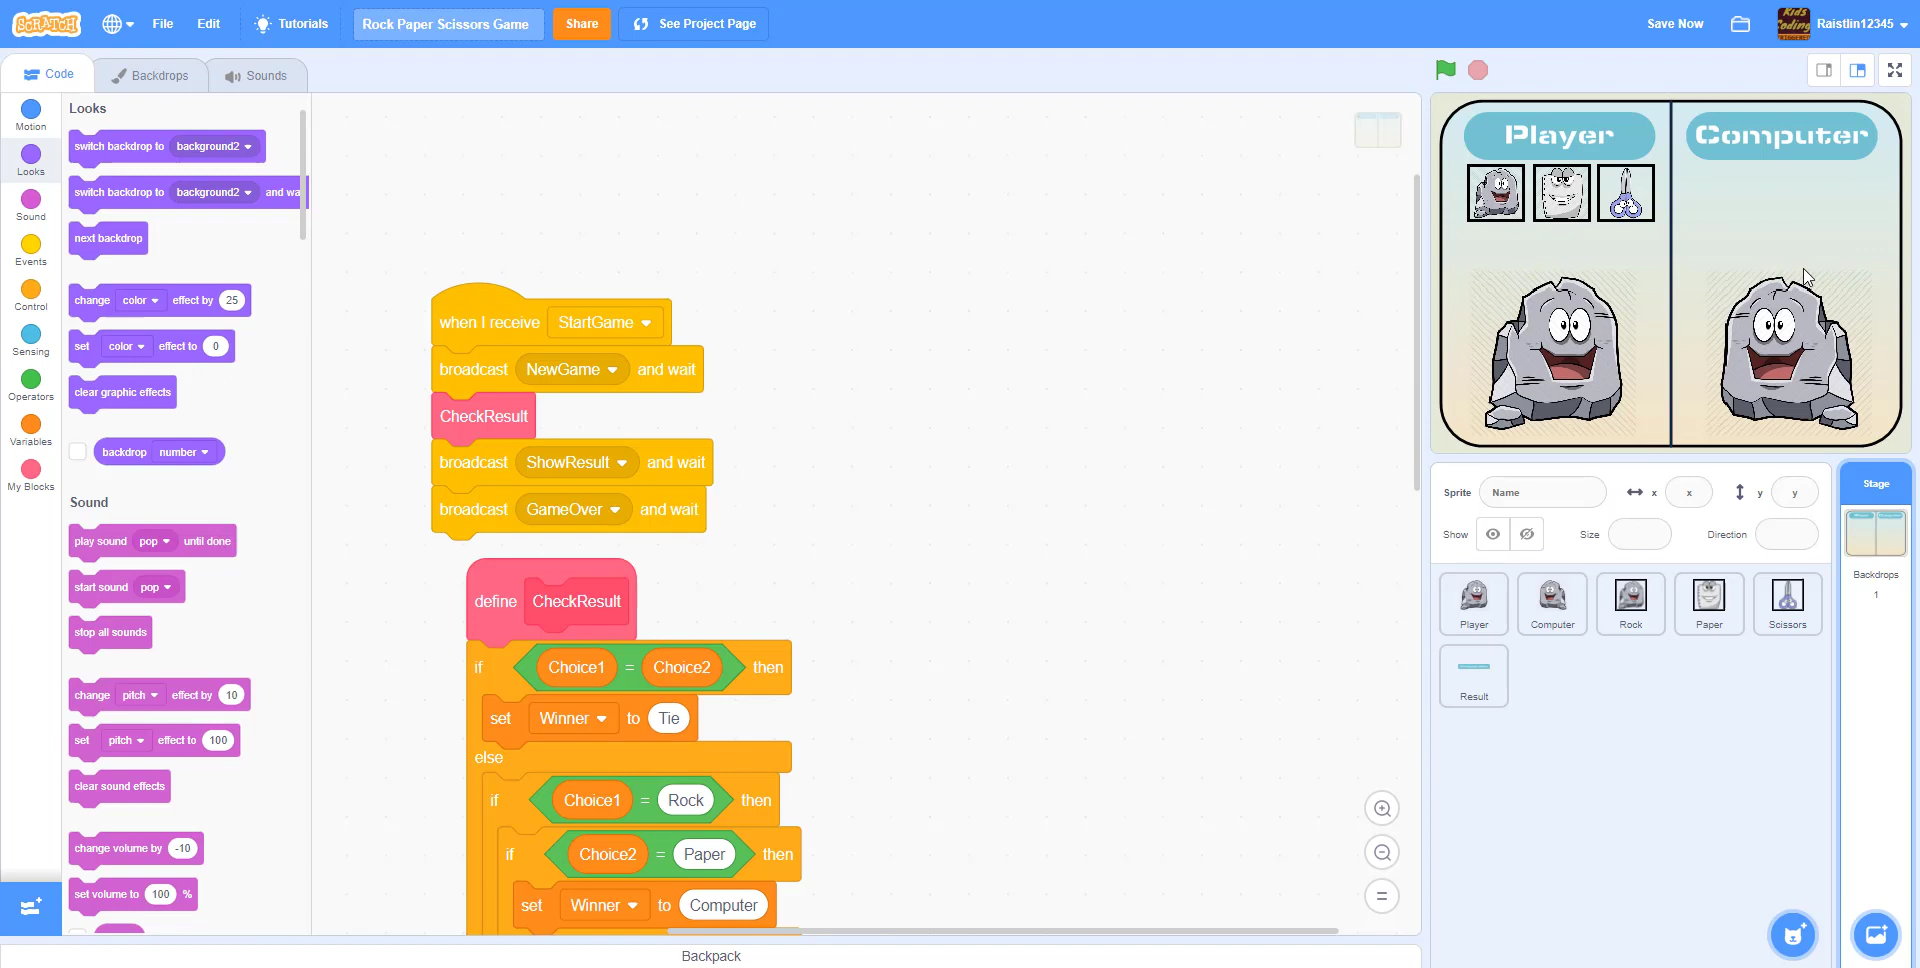 SCRATCH
File
Edit
Tutorials
Rock Paper Scissors Game
Share
See Project Page
Save Now
Raistlin12345
Code
Backdrops
Sounds
Motion
Looks
Sound
Events
Control
Sensing
Operators
Variables
My Blocks
Looks
switch backdrop to background2
switch backdrop to background2 and wa
next backdrop
change color effect by 25
set color effect to 0
clear graphic effects
backdrop number
Sound
play sound pop until done
start sound pop
stop all sounds
change pitch effect by 10
set pitch effect to 100
clear sound effects
change volume by -10
set volume to 100 %
when I receive StartGame
broadcast NewGame and wait
CheckResult
broadcast ShowResult and wait
broadcast GameOver and wait
define CheckResult
if Choice1 = Choice2 then
set Winner to Tie
else
if Choice1 = Rock then
if Choice2 = Paper then
set Winner to Computer
Backpack
Player
Computer
Sprite Name x x y y
Show Size Direction
Player
Computer
Rock
Paper
Scissors
Result
Stage
Backdrops
1